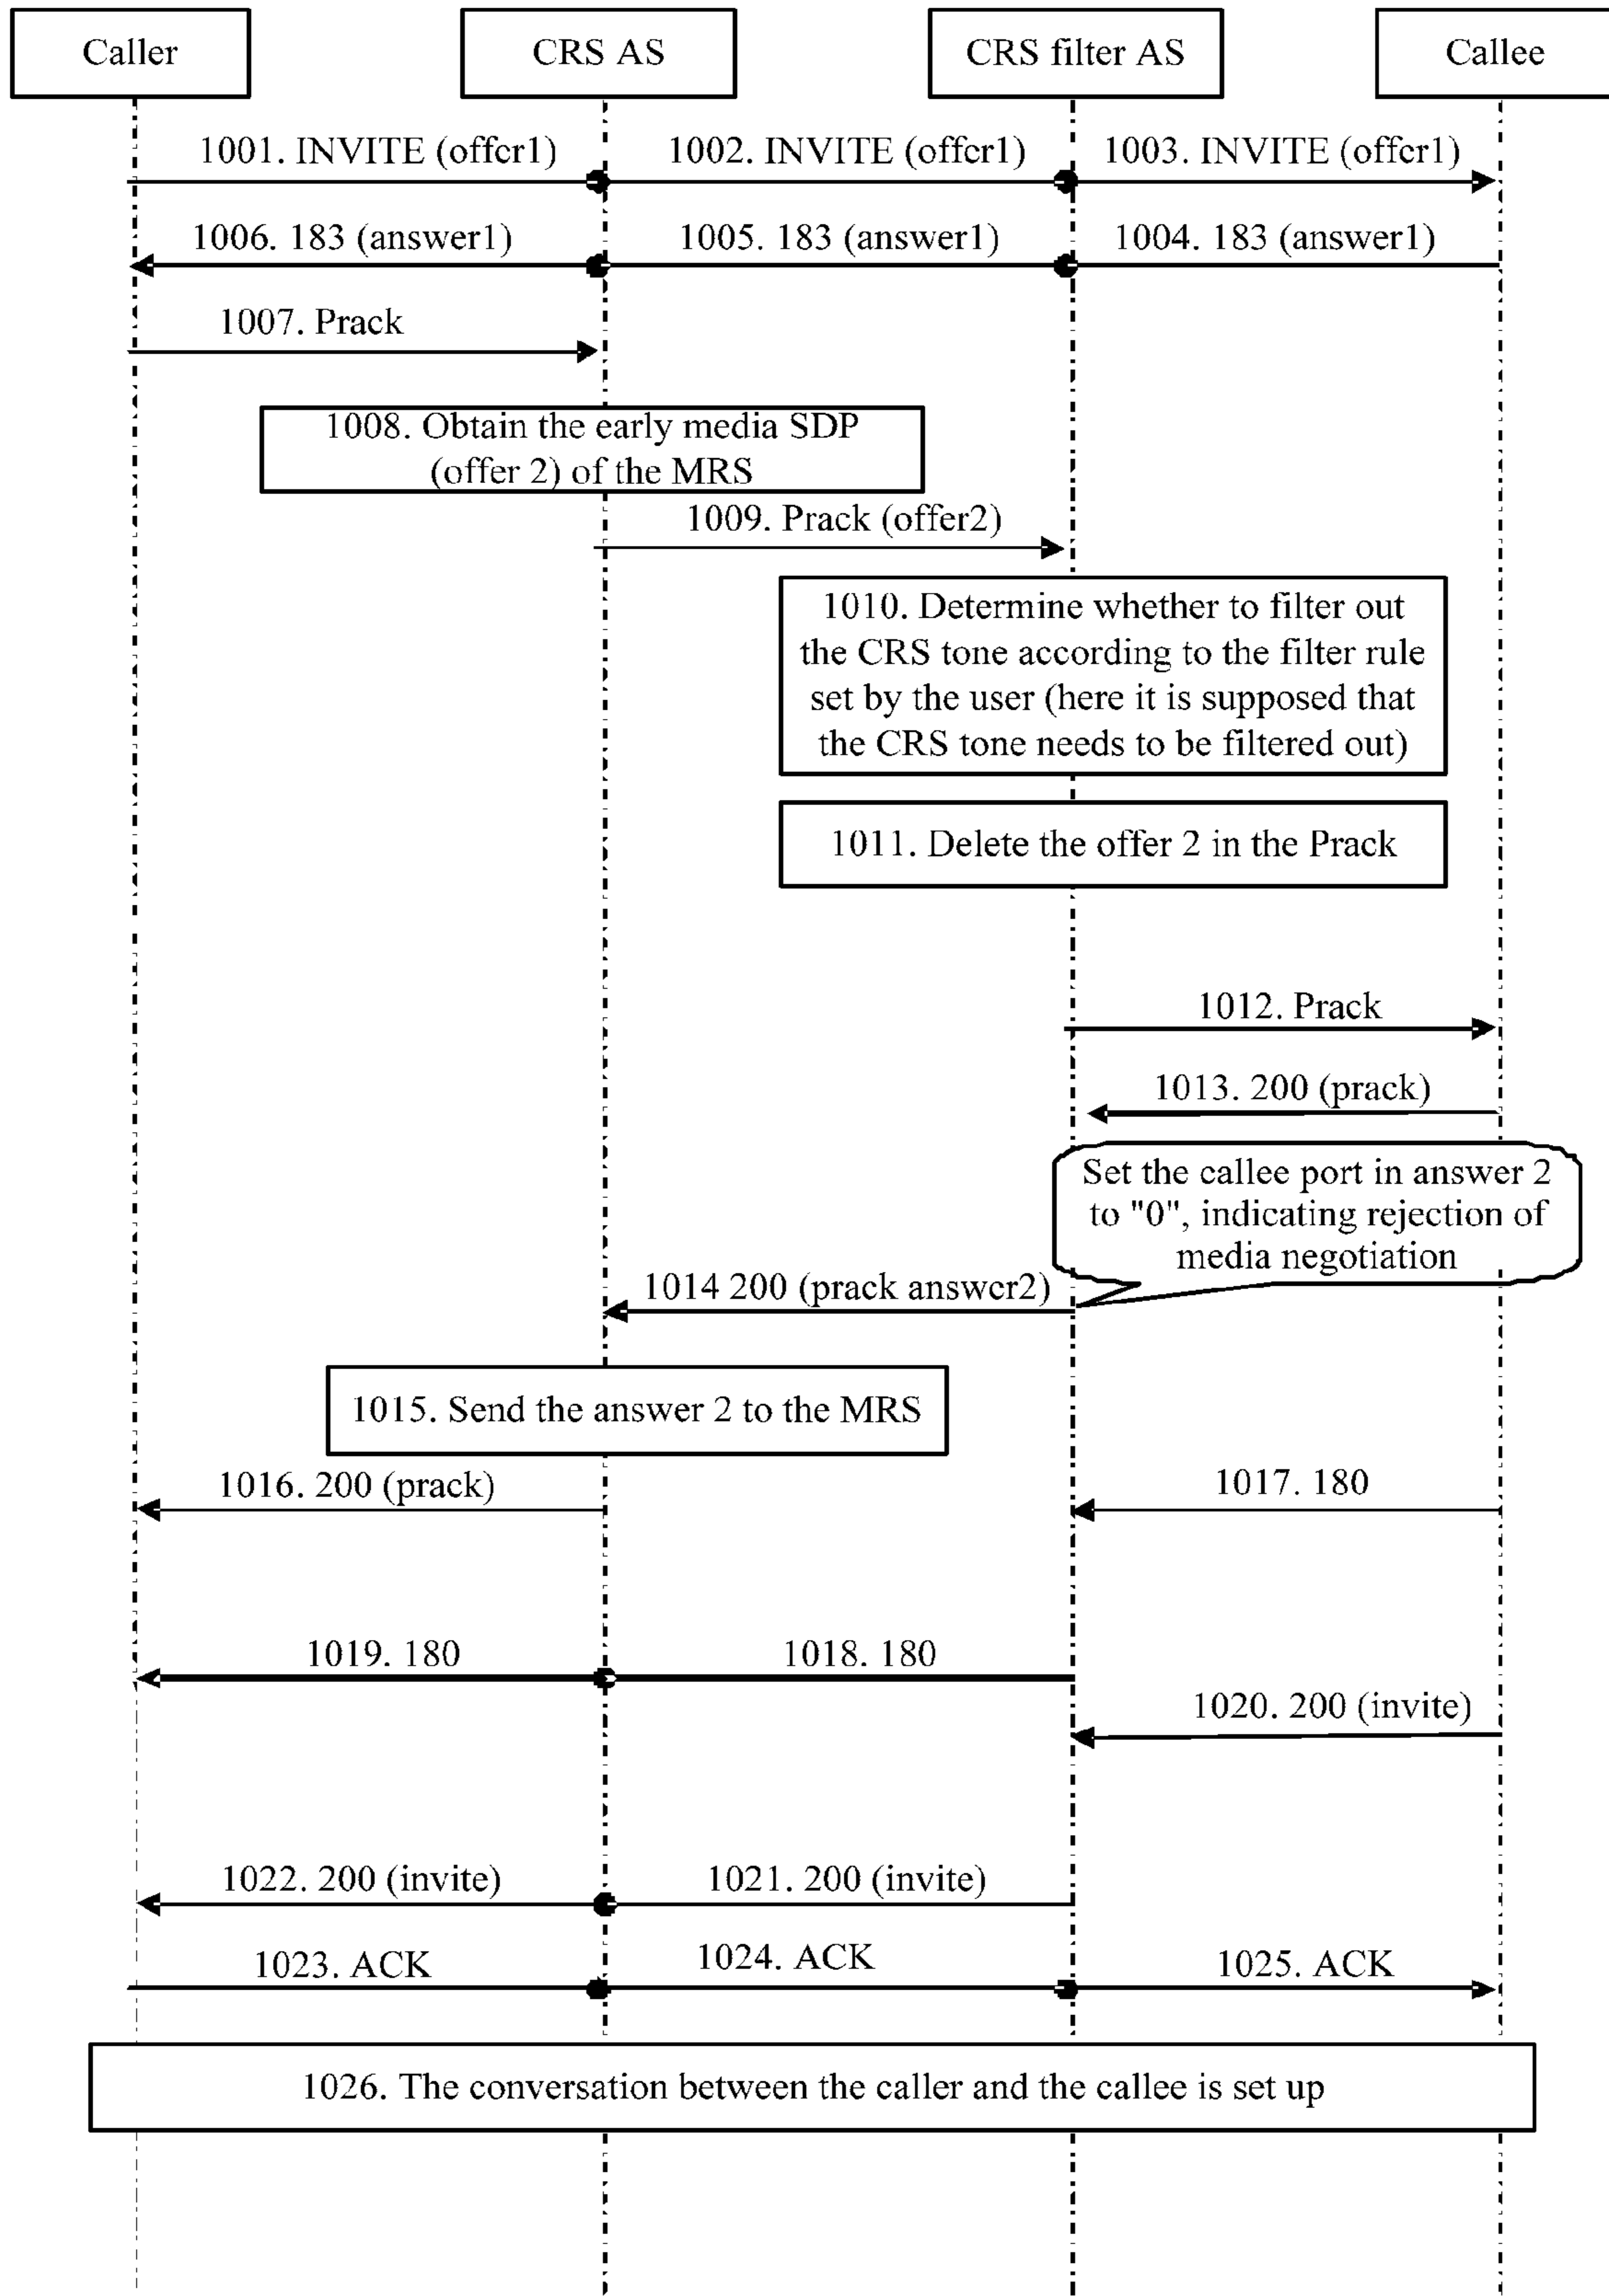 Caller
CRS AS
CRS filter AS
Callee
1001. INVITE (offer1)
1002. INVITE (offer1)
1003. INVITE (offer1)
1006. 183 (answer1)
1005. 183 (answer1)
1004. 183 (answer1)
1007. Prack
1008. Obtain the early media SDP
(offer 2) of the MRS
1009. Prack (offer2)
1010. Determine whether to filter out
the CRS tone according to the filter rule
set by the user (here it is supposed that
the CRS tone needs to be filtered out)
1011. Delete the offer 2 in the Prack
1012. Prack
1013. 200 (prack)
Set the callee port in answer 2
to "0", indicating rejection of
media negotiation
1014 200 (prack answer2)
1015. Send the answer 2 to the MRS
1016. 200 (prack)
1017. 180
1019. 180
1018. 180
1020. 200 (invite)
1022. 200 (invite)
1021. 200 (invite)
1023. ACK
1024. ACK
1025. ACK
1026. The conversation between the caller and the callee is set up